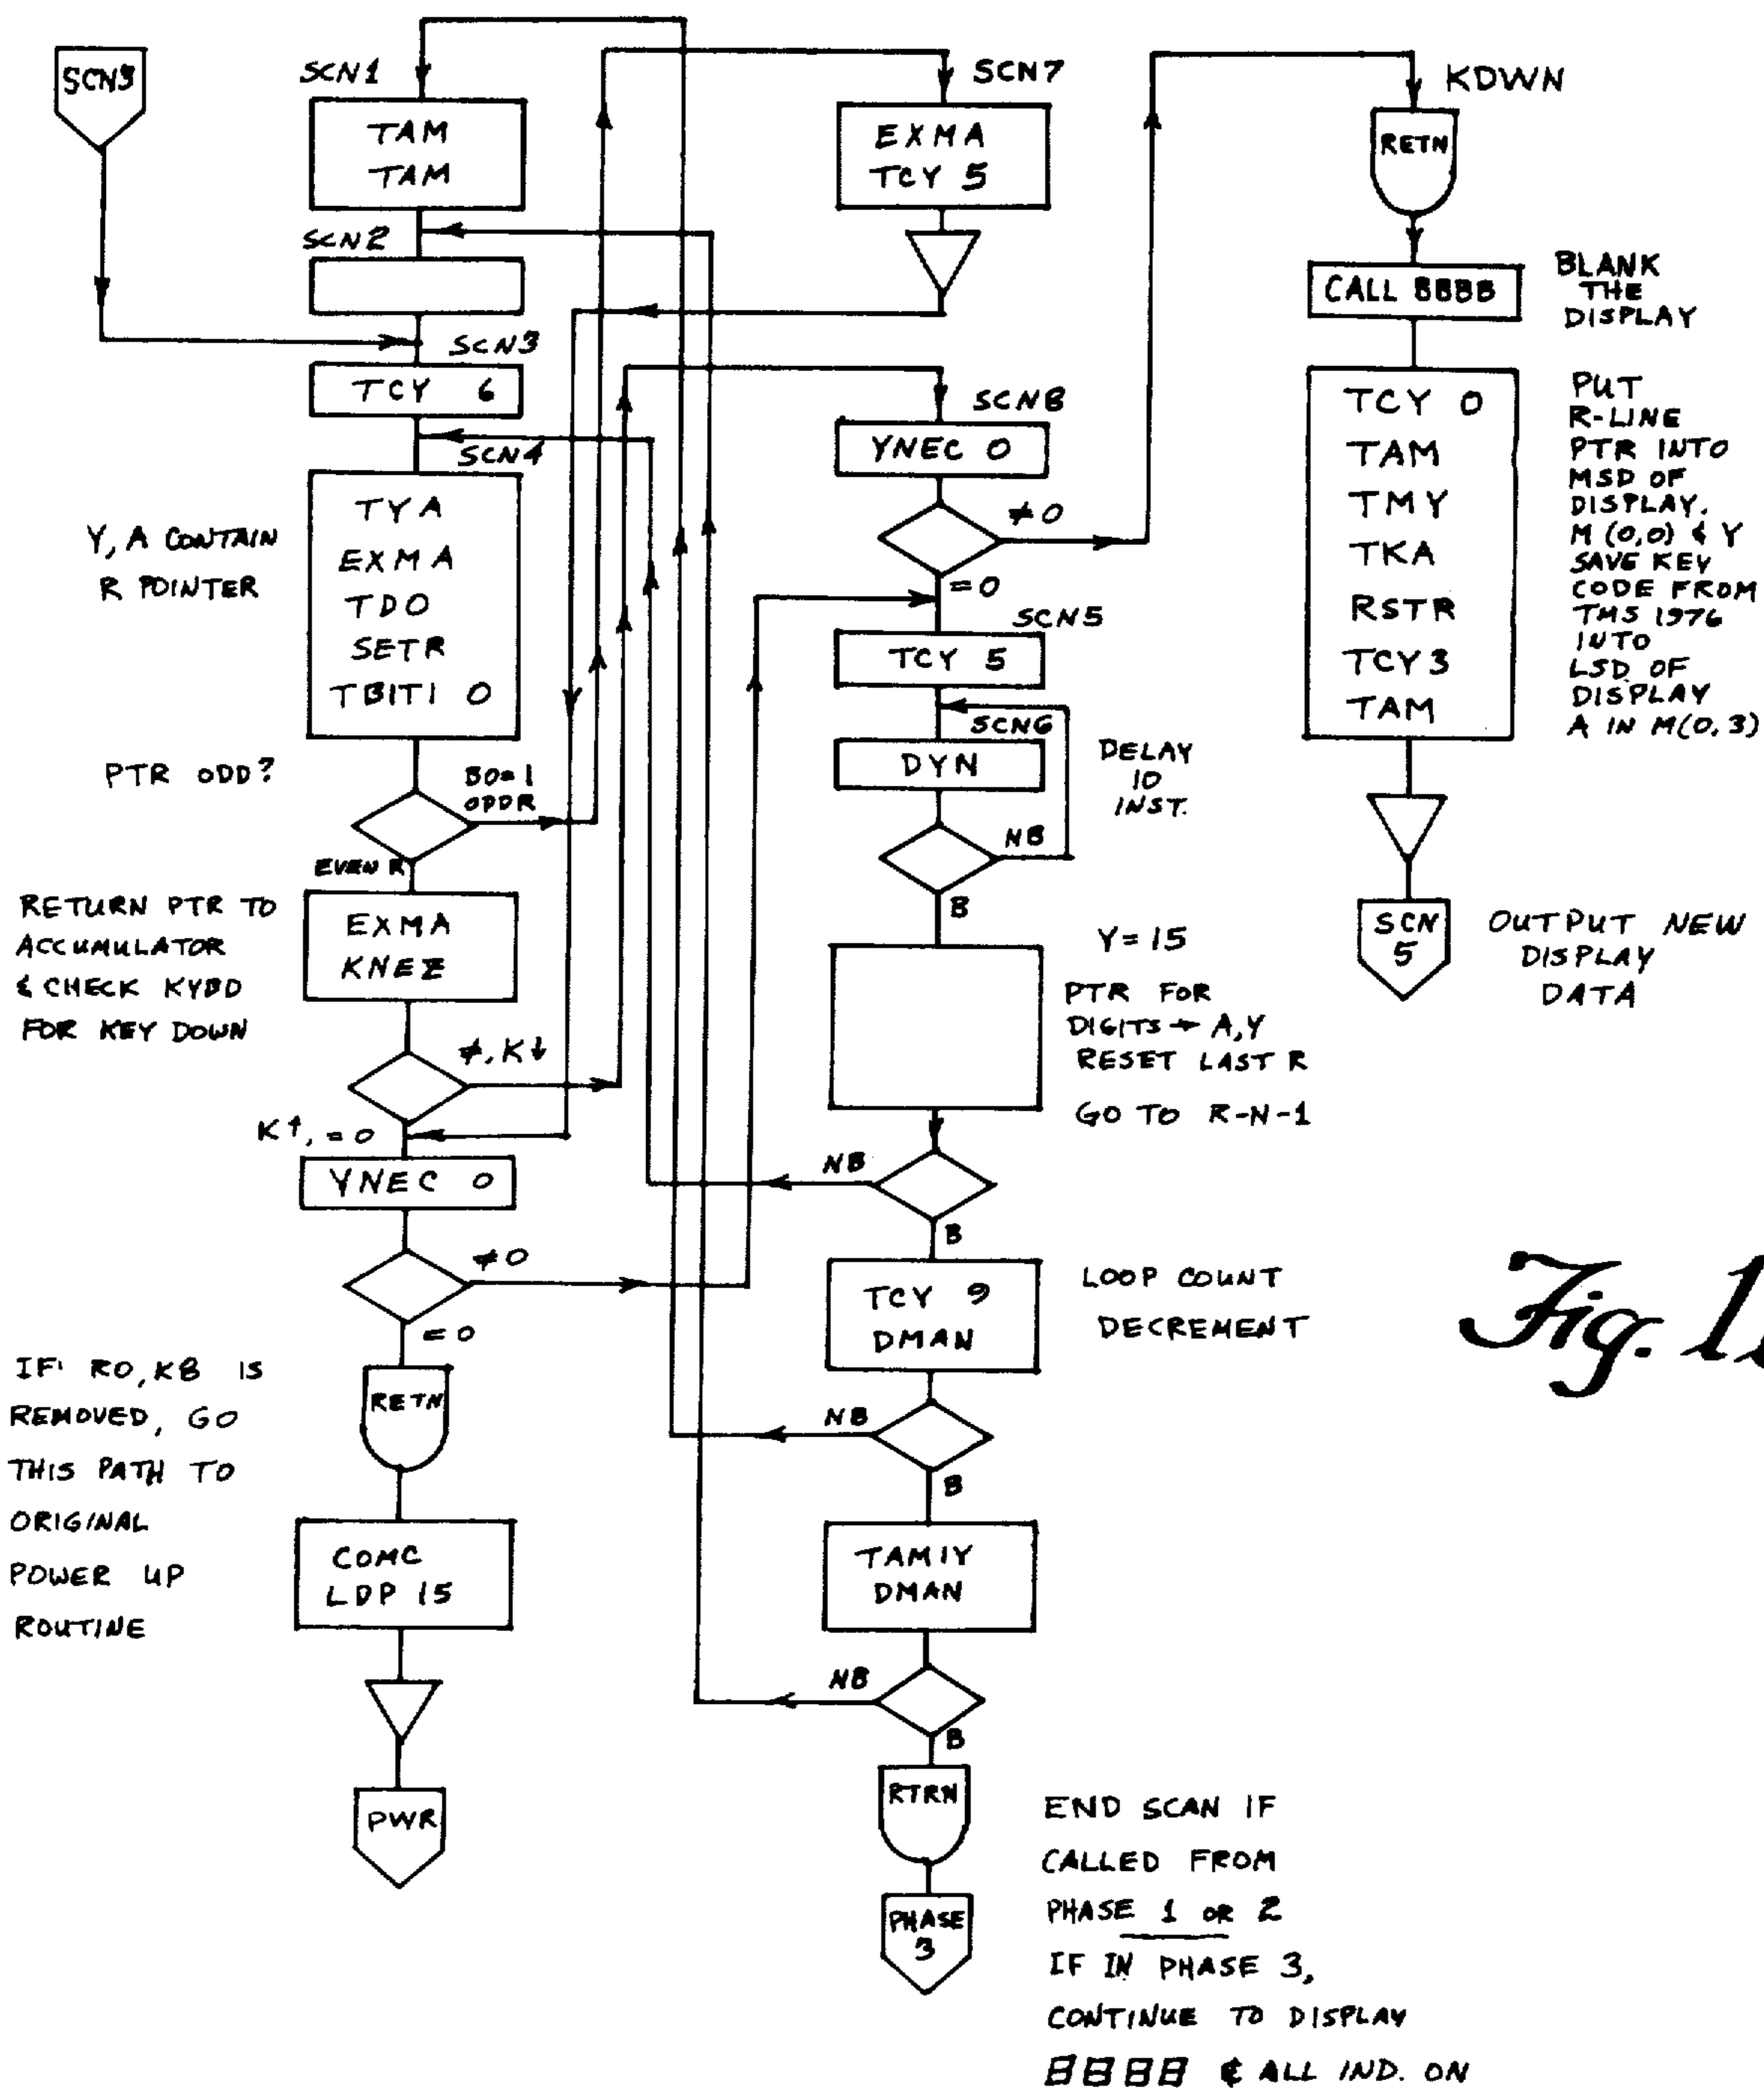 SCN3
SCN1
TAM
TAM
SCN2
SCN3
TCY 6
SCN4
Y, A CONTAIN
R POINTER
TYA
EXMA
TDO
SETR
TBIT1 0
PTR ODD?
B0=1
ODDR
EVEN R
RETURN PTR TO
ACCUMULATOR
& CHECK KYBD
FOR KEY DOWN
EXMA
KNEZ
≠, K↓
K↑, =0
YNEC 0
≠0
=0
IF R0, K8 IS
REMOVED, GO
THIS PATH TO
ORIGINAL
POWER UP
ROUTINE
RETN
COMC
LDP 15
PWR
SCN7
EXMA
TCY 5
SCN8
YNEC 0
≠0
=0
SCN5
TCY 5
SCN6
DYN
DELAY
10
INST.
NB
B
Y=15
PTR FOR
DIGITS → A,Y
RESET LAST R
GO TO R-N-1
NB
B
TCY 9
DMAN
LOOP COUNT
DECREMENT
NB
B
TAMIY
DMAN
NB
B
RTRN
PHASE
3
END SCAN IF
CALLED FROM
PHASE 1 OR 2
IF IN PHASE 3,
CONTINUE TO DISPLAY
8888 & ALL IND. ON
KDWN
RETN
CALL BBBB
BLANK
THE
DISPLAY
TCY 0
TAM
TMY
TKA
RSTR
TCY 3
TAM
PUT
R-LINE
PTR INTO
MSD OF
DISPLAY.
M (0,0) & Y
SAVE KEY
CODE FROM
TMS 1976
INTO
LSD OF
DISPLAY
A IN M(0,3)
SCN
5
OUTPUT NEW
DISPLAY
DATA
Fig.